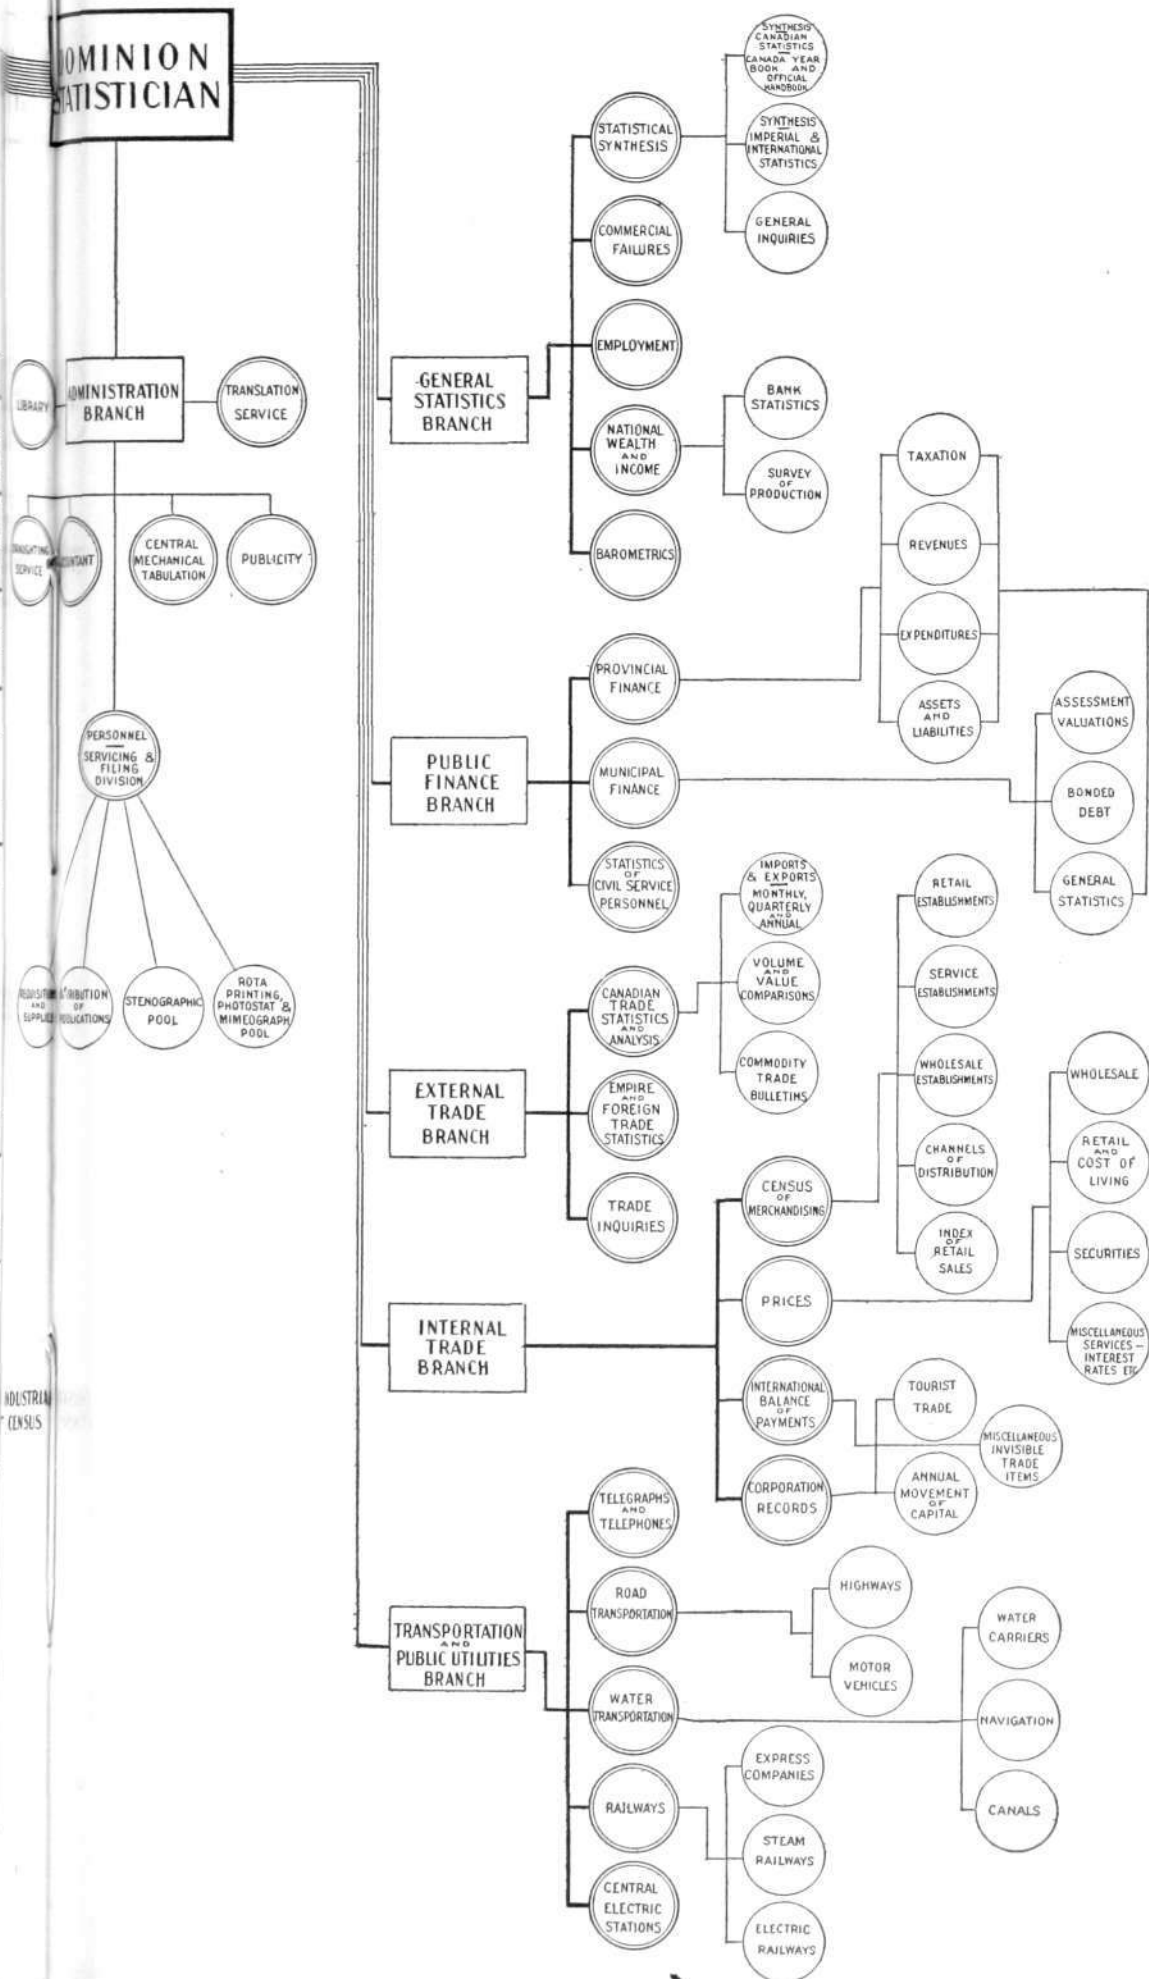 DOMINION
STATISTICIAN
ADMINISTRATION
BRANCH
LIBRARY
TRANSLATION
SERVICE
SERVICE
CENTRAL
MECHANICAL
TABULATION
PUBLICITY
PERSONNEL
SERVICING &
FILING
DIVISION
AND
OF
STENOGRAPHIC
POOL
ROTA
PRINTING,
PHOTOSTAT &
MIMEOGRAPH
POOL
CENSUS
-GENERAL
STATISTICS
BRANCH
STATISTICAL
SYNTHESIS
SYNTHESIS
CANADIAN
STATISTICS
CANADA YEAR
BOOK AND
OFFICIAL
HANDBOOK
SYNTHESIS
IMPERIAL &
INTERNATIONAL
STATISTICS
GENERAL
INQUIRIES
COMMERCIAL
FAILURES
EMPLOYMENT
NATIONAL
WEALTH
AND
INCOME
BANK
STATISTICS
SURVEY
OF
PRODUCTION
BAROMETRICS
PUBLIC
FINANCE
BRANCH
PROVINCIAL
FINANCE
TAXATION
REVENUES
EXPENDITURES
ASSETS
AND
LIABILITIES
MUNICIPAL
FINANCE
ASSESSMENT
VALUATIONS
BONDED
DEBT
GENERAL
STATISTICS
STATISTICS
OF
CIVIL SERVICE
PERSONNEL
EXTERNAL
TRADE
BRANCH
CANADIAN
TRADE
STATISTICS
AND
ANALYSIS
IMPORTS
& EXPORTS
MONTHLY,
QUARTERLY
AND
ANNUAL
VOLUME
AND
VALUE
COMPARISONS
COMMODITY
TRADE
BULLETINS
EMPIRE
AND
FOREIGN
TRADE
STATISTICS
TRADE
INQUIRIES
INTERNAL
TRADE
BRANCH
CENSUS
OF
MERCHANDISING
RETAIL
ESTABLISHMENTS
SERVICE
ESTABLISHMENTS
WHOLESALE
ESTABLISHMENTS
CHANNELS
OF
DISTRIBUTION
INDEX
OF
RETAIL
SALES
PRICES
WHOLESALE
RETAIL
AND
COST OF
LIVING
SECURITIES
MISCELLANEOUS
SERVICES —
INTEREST
RATES ETC
INTERNATIONAL
BALANCE
OF
PAYMENTS
CORPORATION
RECORDS
TOURIST
TRADE
MISCELLANEOUS
INVISIBLE
TRADE
ITEMS
ANNUAL
MOVEMENT
OF
CAPITAL
TRANSPORTATION
AND
PUBLIC UTILITIES
BRANCH
TELEGRAPHS
AND
TELEPHONES
ROAD
TRANSPORTATION
HIGHWAYS
MOTOR
VEHICLES
WATER
TRANSPORTATION
WATER
CARRIERS
NAVIGATION
CANALS
RAILWAYS
EXPRESS
COMPANIES
STEAM
RAILWAYS
ELECTRIC
RAILWAYS
CENTRAL
ELECTRIC
STATIONS